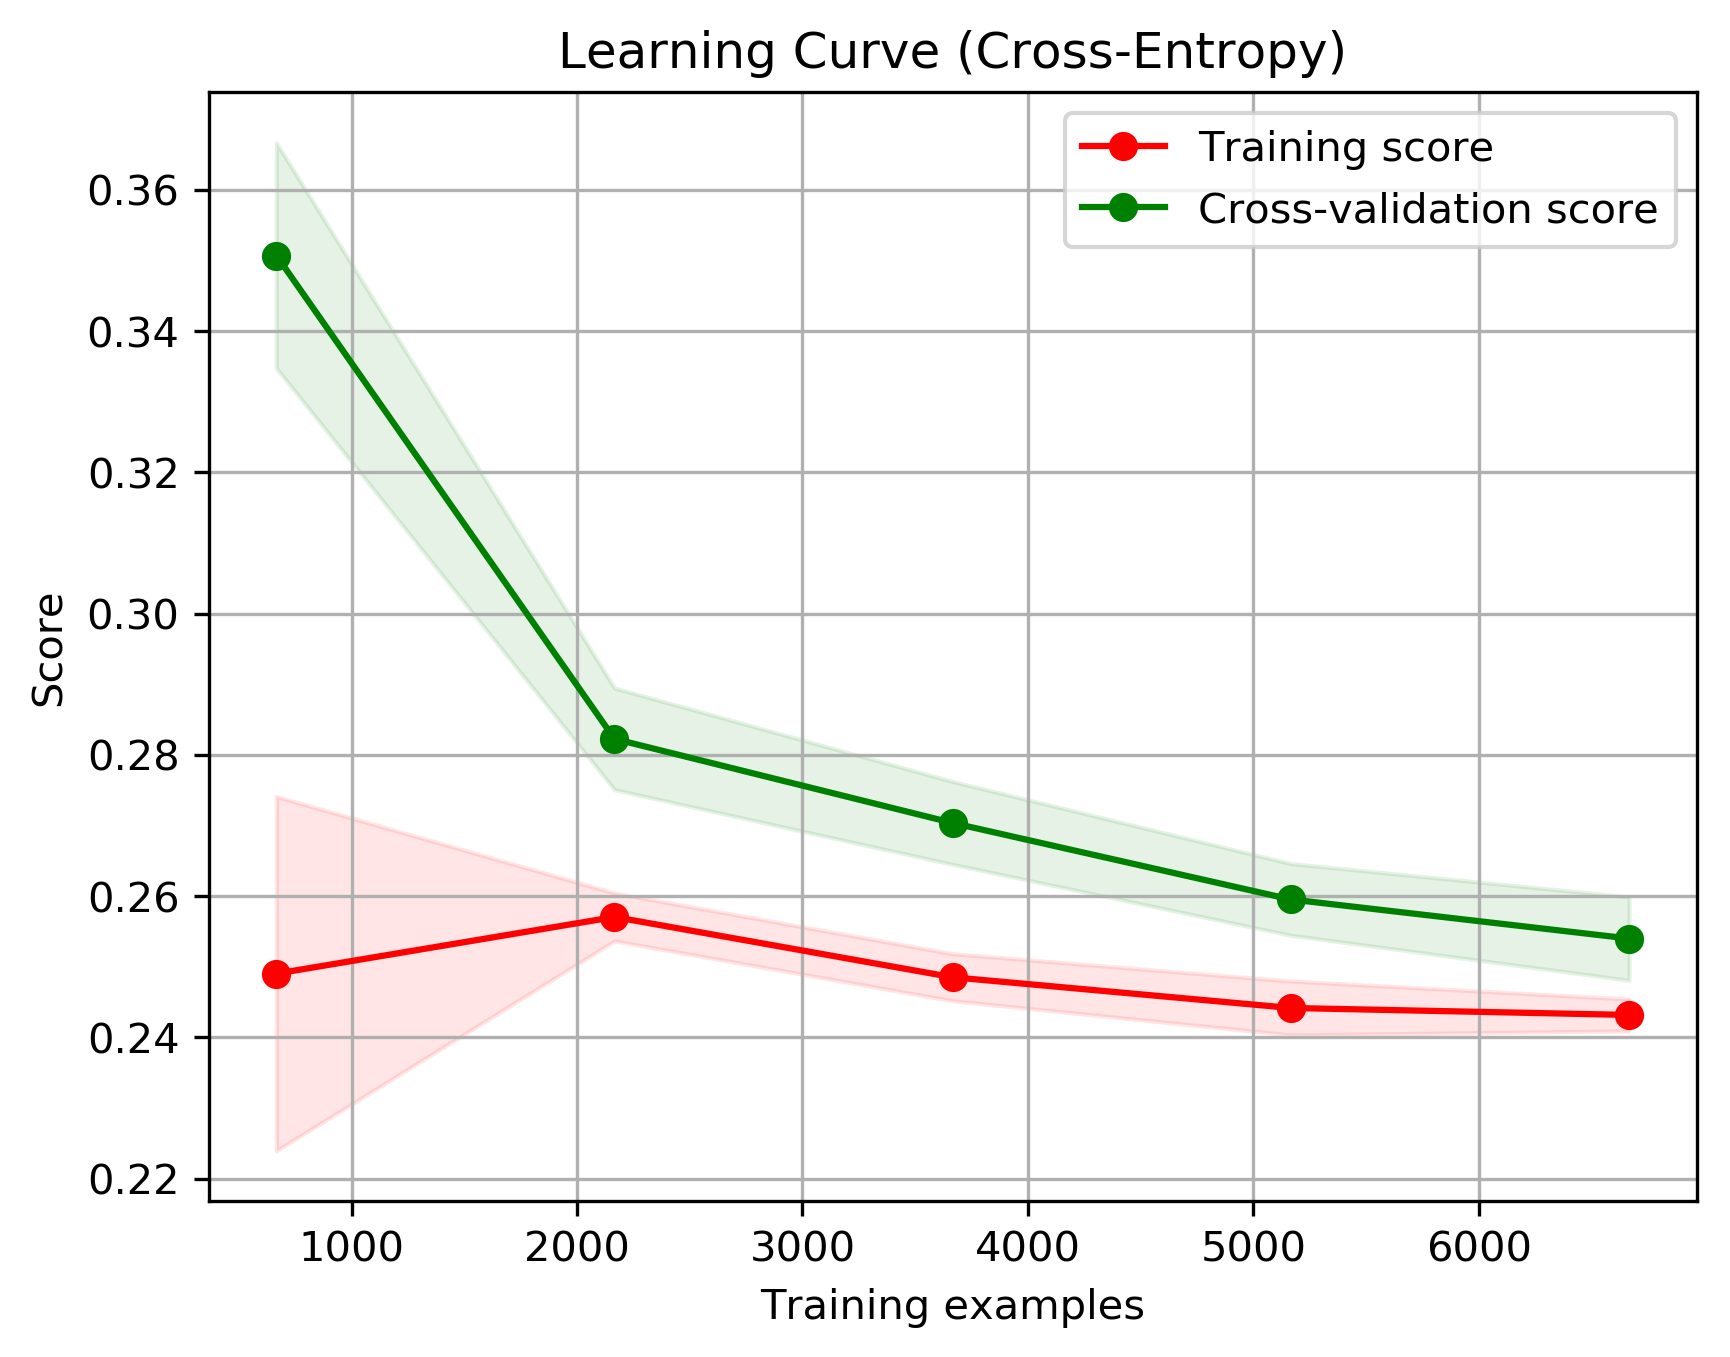 Learning Curve (Cross-Entropy)
Training score
Cross-validation score
0.36
0.34
0.32
0.30
0.28
0.26
0.24
0.22
Score
1000 2000 3000 4000 5000 6000
Training examples